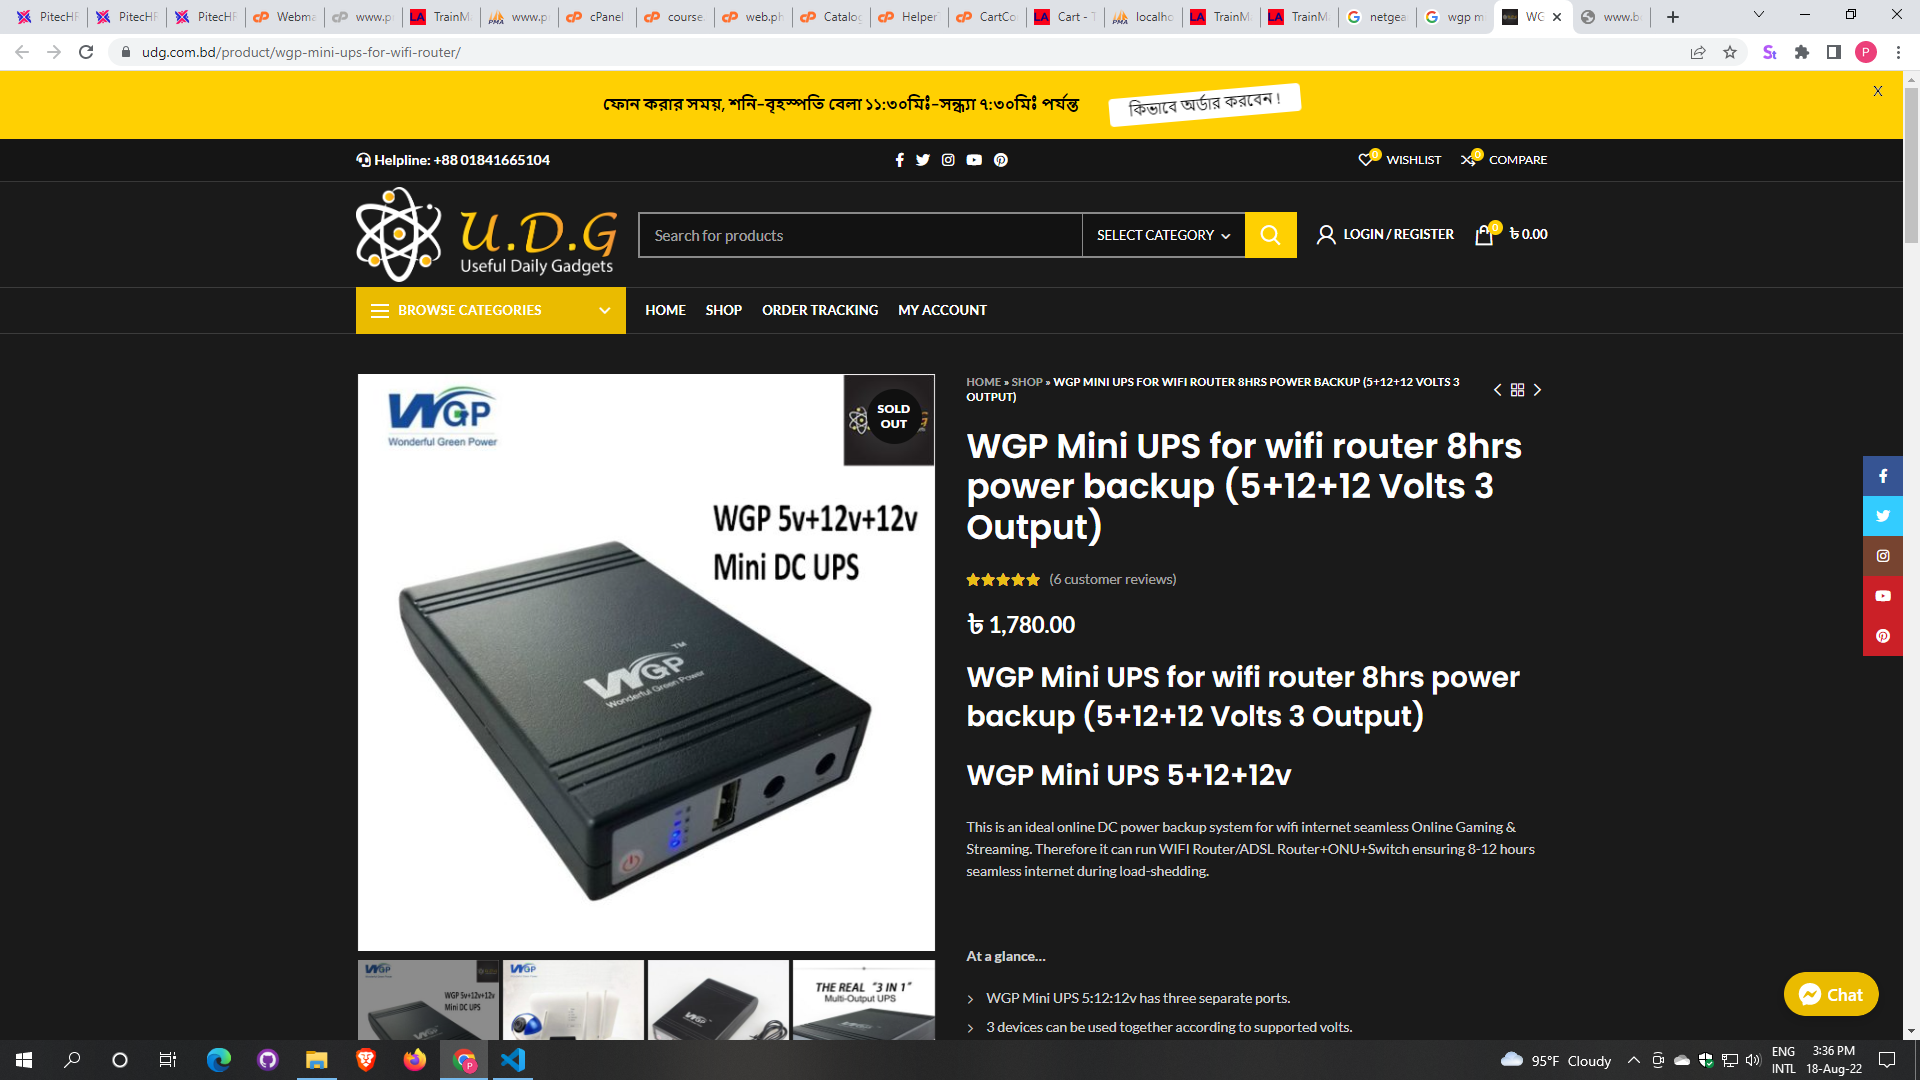 PitecHR
PitecHR
PitecHR
Webma
www.p
TrainM
www.p
cPanel
course.
web.ph
Catalog
Helper
CartCo
Cart - T
localho
TrainM
TrainM
netgea
wgp m
WG
www.b
udg.com.bd/product/wgp-mini-ups-for-wifi-router/
P
ফোন করার সময়, শনি-বৃহস্পতি বেলা ১১:৩০মিঃ-সন্ধ্যা ৭:৩০মিঃ পর্যন্ত
কিভাবে অর্ডার করবেন !
X
Helpline: +88 01841665104
0 WISHLIST
0 COMPARE
U.D.G
Useful Daily Gadgets
Search for products
SELECT CATEGORY
LOGIN / REGISTER
0 ৳ 0.00
BROWSE CATEGORIES
HOME
SHOP
ORDER TRACKING
MY ACCOUNT
WGP
Wonderful Green Power
SOLD
OUT
WGP 5v+12v+12v
Mini DC UPS
WGP TM
Wonderful Green Power
HOME » SHOP » WGP MINI UPS FOR WIFI ROUTER 8HRS POWER BACKUP (5+12+12 VOLTS 3
OUTPUT)
WGP Mini UPS for wifi router 8hrs
power backup (5+12+12 Volts 3
Output)
(6 customer reviews)
৳ 1,780.00
WGP Mini UPS for wifi router 8hrs power
backup (5+12+12 Volts 3 Output)
WGP Mini UPS 5+12+12v
This is an ideal online DC power backup system for wifi internet seamless Online Gaming &
Streaming. Therefore it can run WIFI Router/ADSL Router+ONU+Switch ensuring 8-12 hours
seamless internet during load-shedding.
At a glance…
WGP Mini UPS 5:12:12v has three separate ports.
3 devices can be used together according to supported volts.
WGP
WGP 5v+12v+12v
Mini DC UPS
WGP
WGP
THE REAL "3 IN 1"
Multi-Output UPS
Chat
95°F Cloudy
ENG
INTL
3:36 PM
18-Aug-22